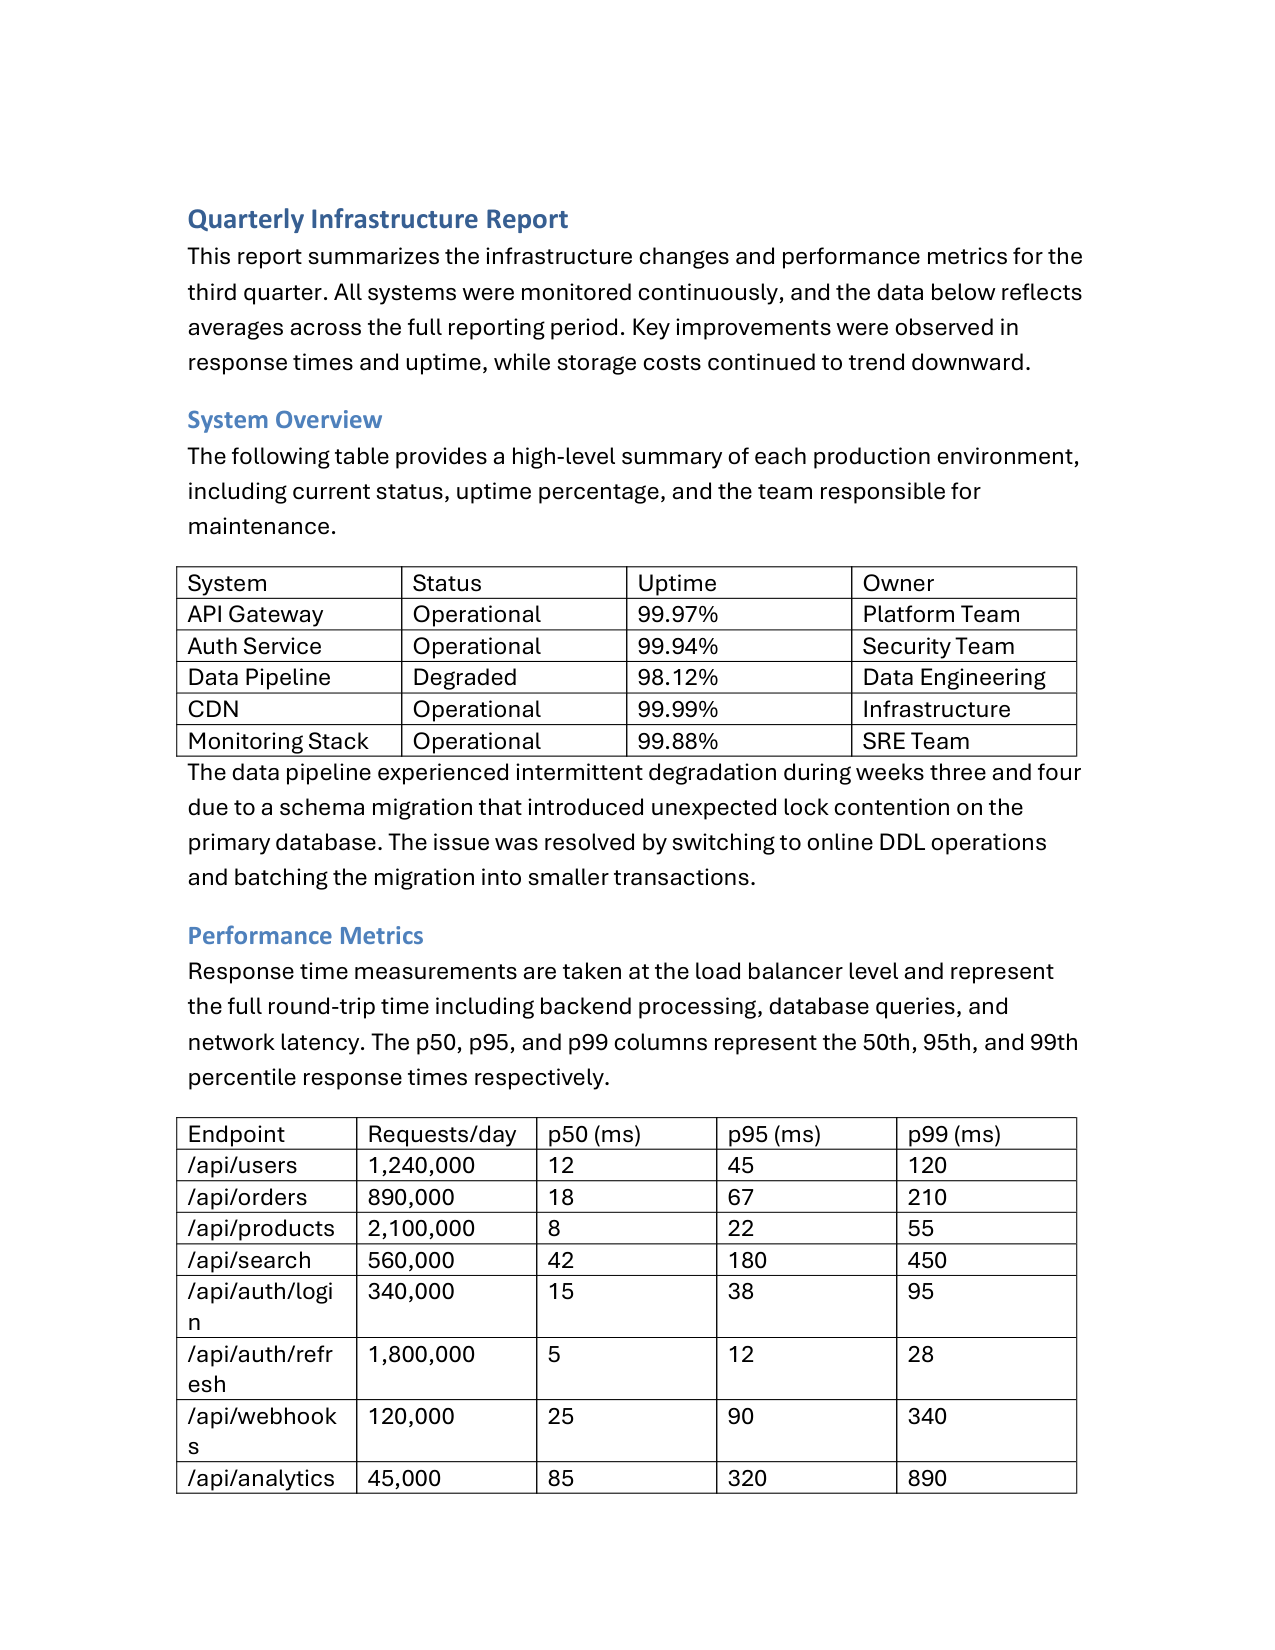 Quarterly Infrastructure Report
This report summarizes the infrastructure changes and performance metrics for the
third quarter. All systems were monitored continuously, and the data below reflects
averages across the full reporting period. Key improvements were observed in
response times and uptime, while storage costs continued to trend downward.
System Overview
The following table provides a high-level summary of each production environment,
including current status, uptime percentage, and the team responsible for
maintenance.
System Status Uptime Owner
API Gateway Operational 99.97% Platform Team
Auth Service Operational 99.94% Security Team
Data Pipeline Degraded 98.12% Data Engineering
CDN Operational 99.99% Infrastructure
Monitoring Stack Operational 99.88% SRE Team
The data pipeline experienced intermittent degradation during weeks three and four
due to a schema migration that introduced unexpected lock contention on the
primary database. The issue was resolved by switching to online DDL operations
and batching the migration into smaller transactions.
Performance Metrics
Response time measurements are taken at the load balancer level and represent
the full round-trip time including backend processing, database queries, and
network latency. The p50, p95, and p99 columns represent the 50th, 95th, and 99th
percentile response times respectively.
Endpoint Requests/day p50 (ms) p95 (ms) p99 (ms)
/api/users 1,240,000 12 45 120
/api/orders 890,000 18 67 210
/api/products 2,100,000 8 22 55
/api/search 560,000 42 180 450
/api/auth/logi 340,000 15 38 95
n
/api/auth/refr 1,800,000 5 12 28
esh
/api/webhook 120,000 25 90 340
s
/api/analytics 45,000 85 320 890